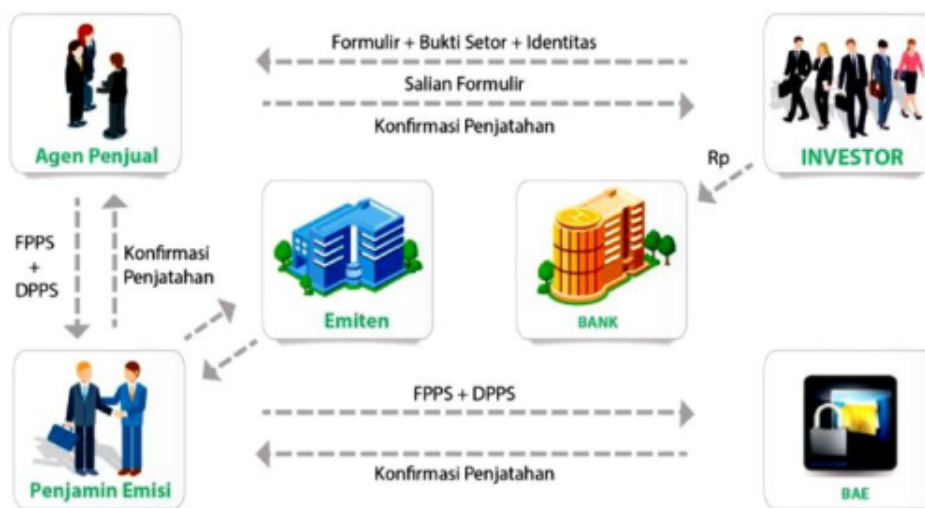 Formulir + Bukti Setor + Identitas
Salian Formulir
Konfirmasi Penjatahan
Agen Penjual
INVESTOR
Rp
FPPS
+
DPPS
Konfirmasi
Penjatahan
Emiten
BANK
FPPS + DPPS
Konfirmasi Penjatahan
Penjamin Emisi
BAE